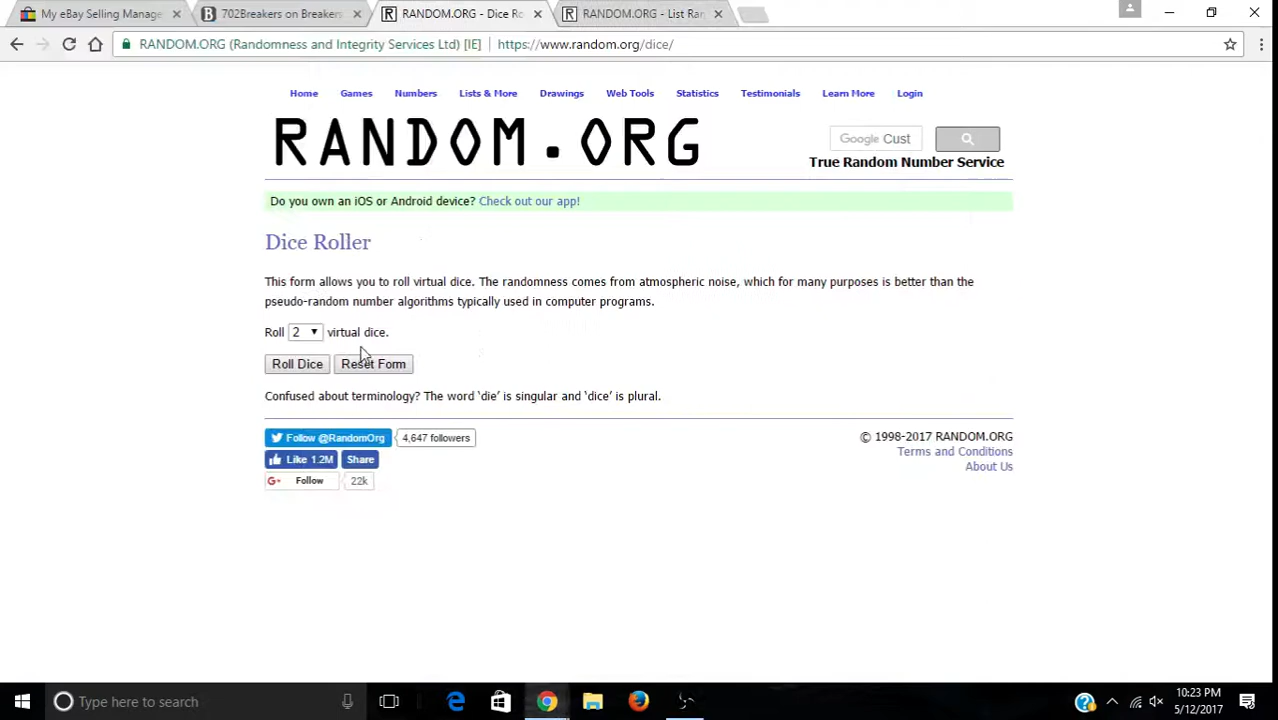 My eBay Selling Manage
702Breakers on Breakers
RANDOM.ORG - Dice Ro
RANDOM.ORG - List Ran
RANDOM.ORG (Randomness and Integrity Services Ltd) [IE]
https://www.random.org/dice/
Home Games Numbers Lists & More Drawings Web Tools Statistics Testimonials Learn More Login
RANDOM.ORG
Google Cust
True Random Number Service
Do you own an iOS or Android device? Check out our app!
Dice Roller
This form allows you to roll virtual dice. The randomness comes from atmospheric noise, which for many purposes is better than the
pseudo-random number algorithms typically used in computer programs.
Roll 2 virtual dice.
Roll Dice Reset Form
Confused about terminology? The word ‘die’ is singular and ‘dice’ is plural.
Follow @RandomOrg 4,647 followers
Like 1.2M Share
G+ Follow 22k
© 1998-2017 RANDOM.ORG
Terms and Conditions
About Us
Type here to search
10:23 PM
5/12/2017